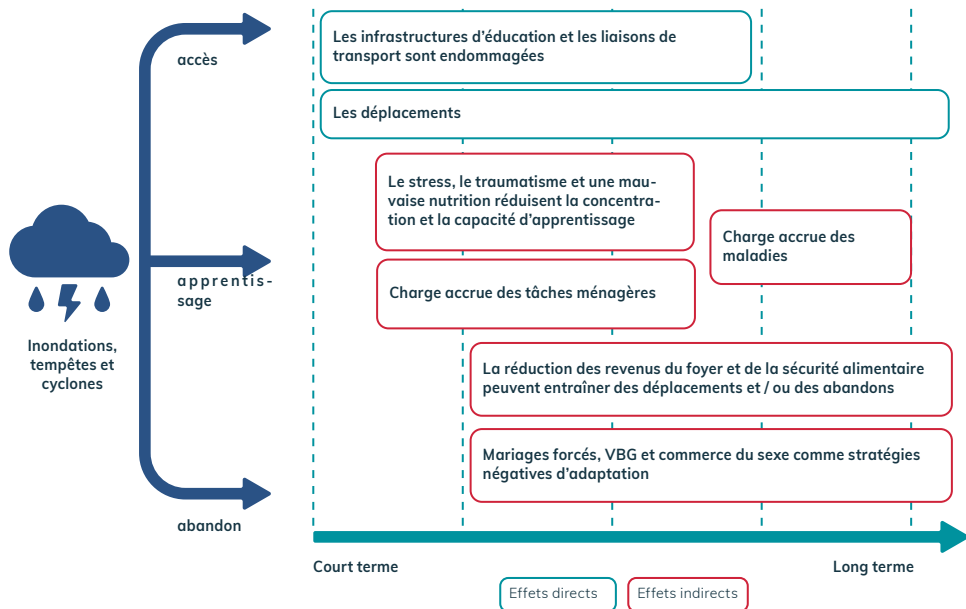 accès
Les infrastructures d’éducation et les liaisons de
transport sont endommagées
Les déplacements
Le stress, le traumatisme et une mau-
vaise nutrition réduisent la concentra-
tion et la capacité d’apprentissage
Charge accrue des
maladies
apprentis-
sage
Charge accrue des tâches ménagères
Inondations,
tempêtes et
cyclones
La réduction des revenus du foyer et de la sécurité alimentaire
peuvent entraîner des déplacements et / ou des abandons
Mariages forcés, VBG et commerce du sexe comme stratégies
négatives d’adaptation
abandon
Court terme
Long terme
Effets directs
Effets indirects